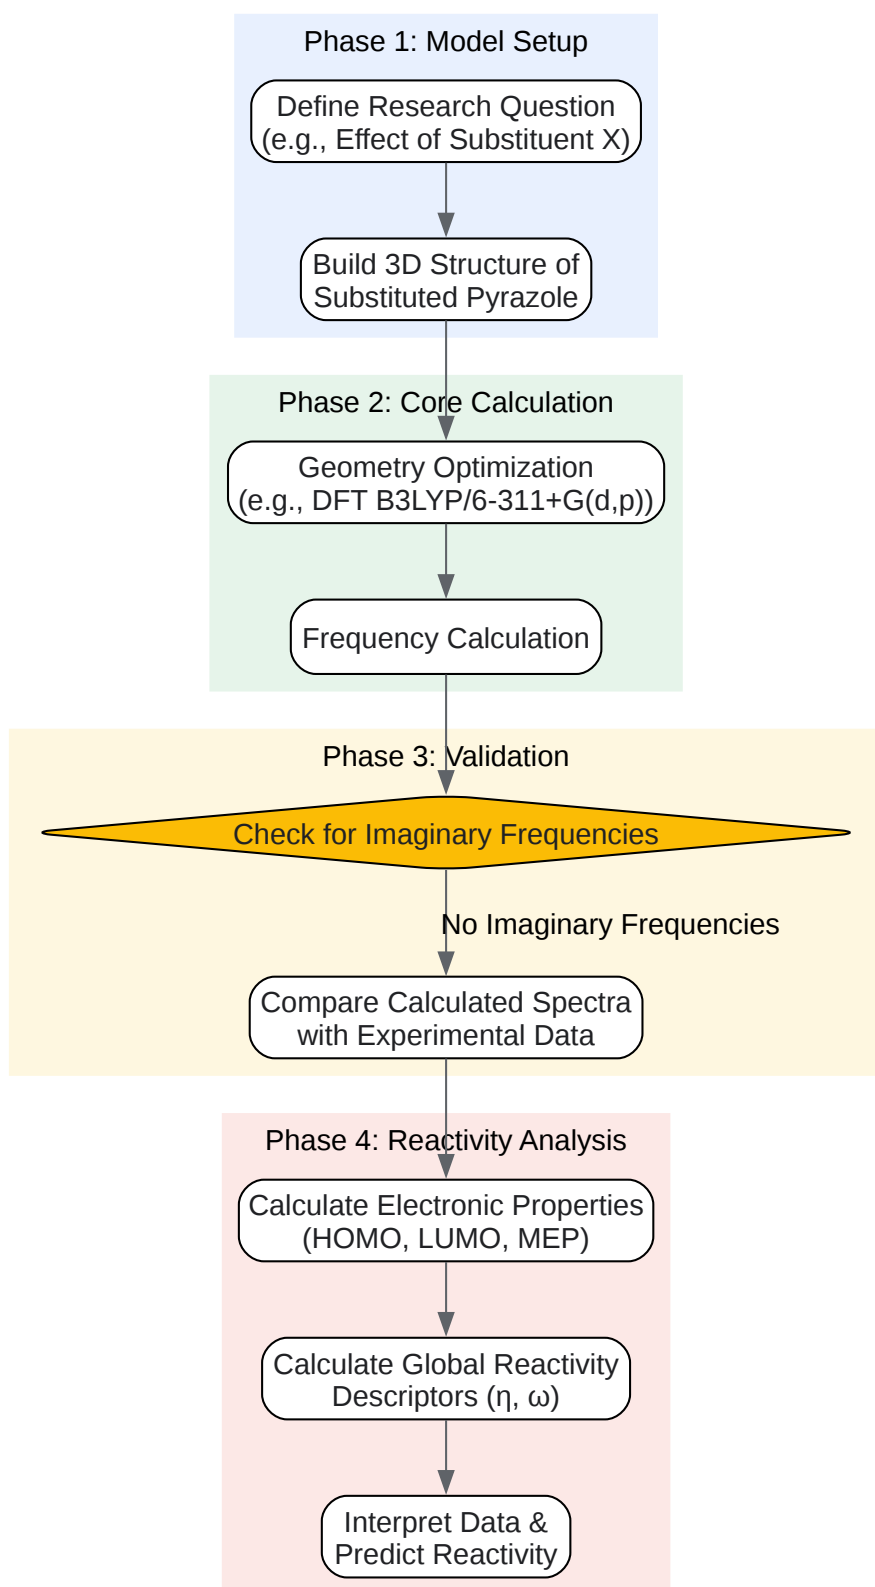 Phase 1: Model Setup
Define Research Question
(e.g., Effect of Substituent X)
Build 3D Structure of
Substituted Pyrazole
Phase 2: Core Calculation
Geometry Optimization
(e.g., DFT B3LYP/6-311+G(d,p))
Frequency Calculation
Phase 3: Validation
Check for Imaginary Frequencies
No Imaginary Frequencies
Compare Calculated Spectra
with Experimental Data
Phase 4: Reactivity Analysis
Calculate Electronic Properties
(HOMO, LUMO, MEP)
Calculate Global Reactivity
Descriptors (η, ω)
Interpret Data &
Predict Reactivity